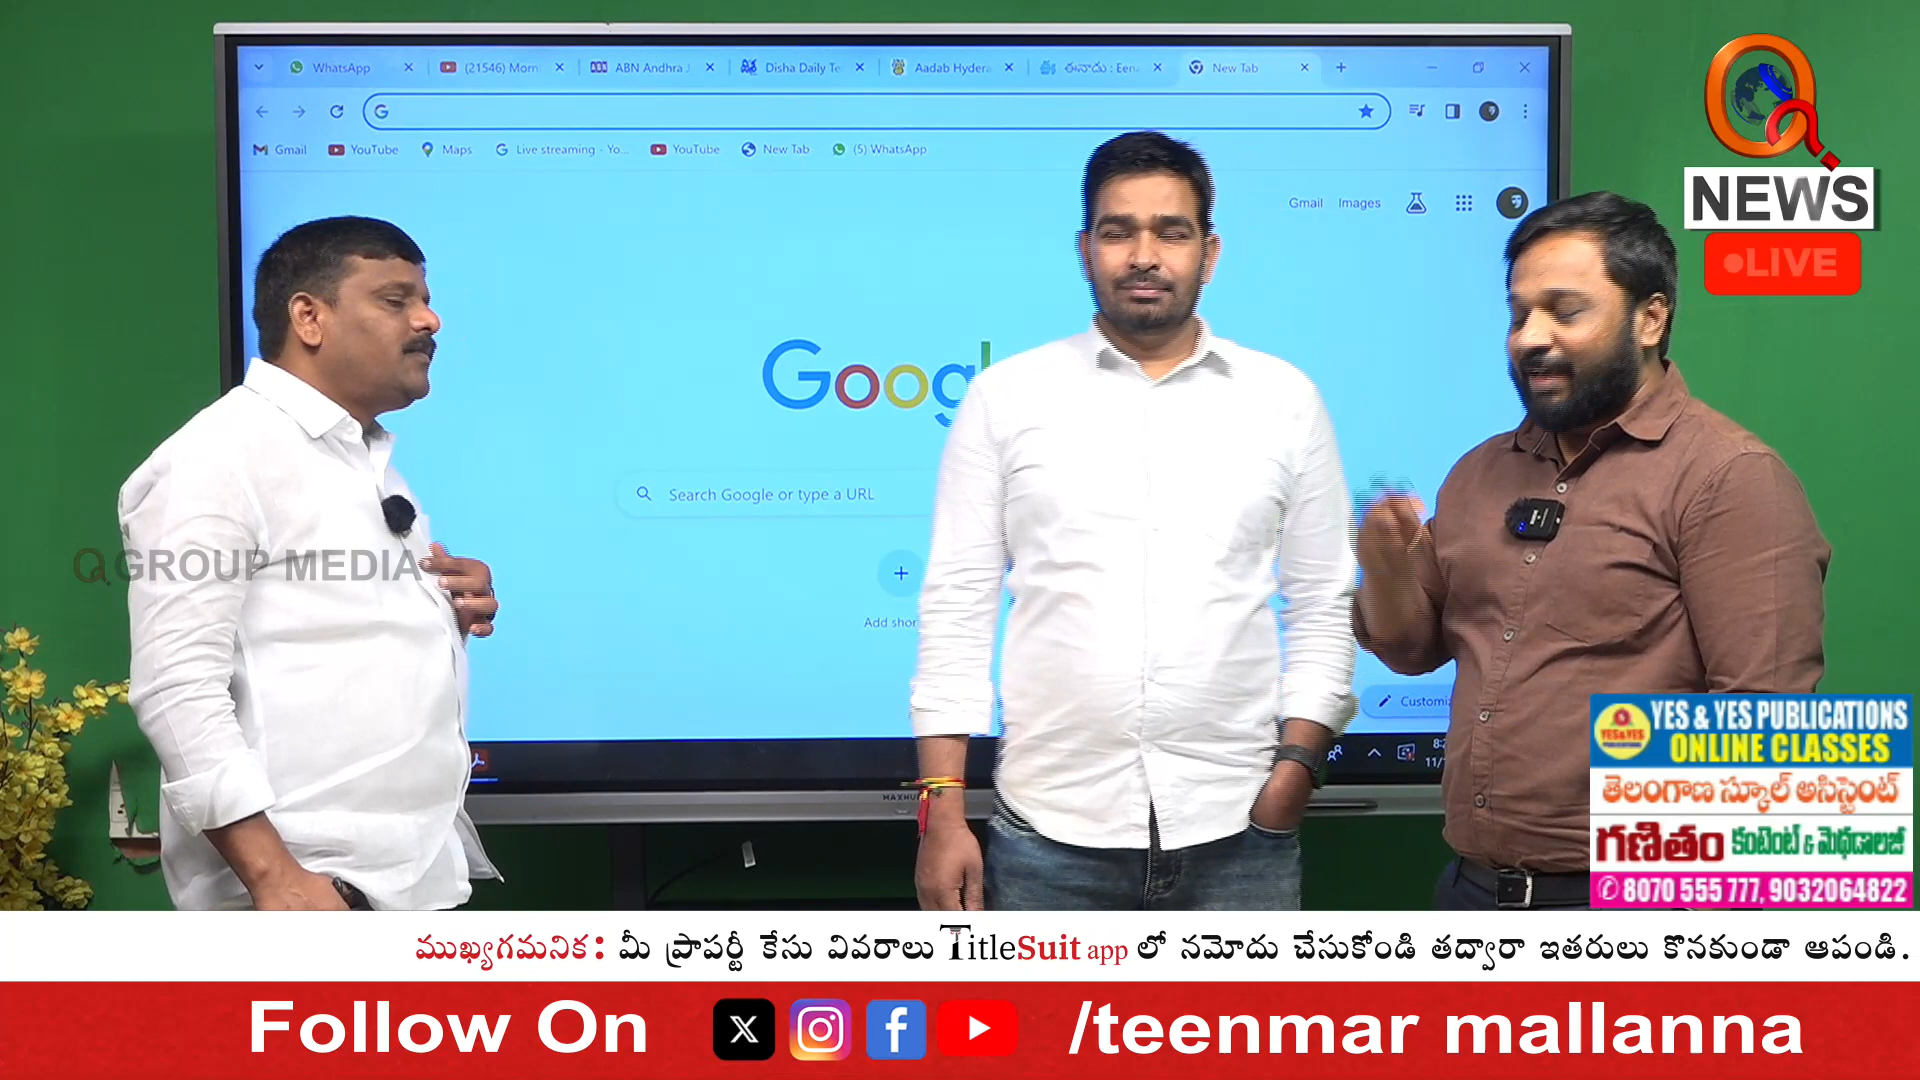 WhatsApp
(21546) Morn
ABN Andhra J
Disha Daily Te
Aadab Hydera
ఈనాడు : Een
New Tab
Gmail
YouTube
Maps
Live streaming - Yo...
YouTube
New Tab
(5) WhatsApp
Gmail Images
Google
Search Google or type a URL
Add shor
Customi
NEWS
LIVE
Q GROUP MEDIA
YES & YES PUBLICATIONS
ONLINE CLASSES
తెలంగాణ స్కూల్ అసిస్టెంట్
గణితం కంటెంట్ & మెథడాలజీ
8070 555 777, 9032064822
ముఖ్యగమనిక: మీ ప్రాపర్టీ కేసు వివరాలు TitleSuit app లో నమోదు చేసుకోండి తద్వారా ఇతరులు కొనకుండా ఆపండి.
Follow On /teenmar mallanna